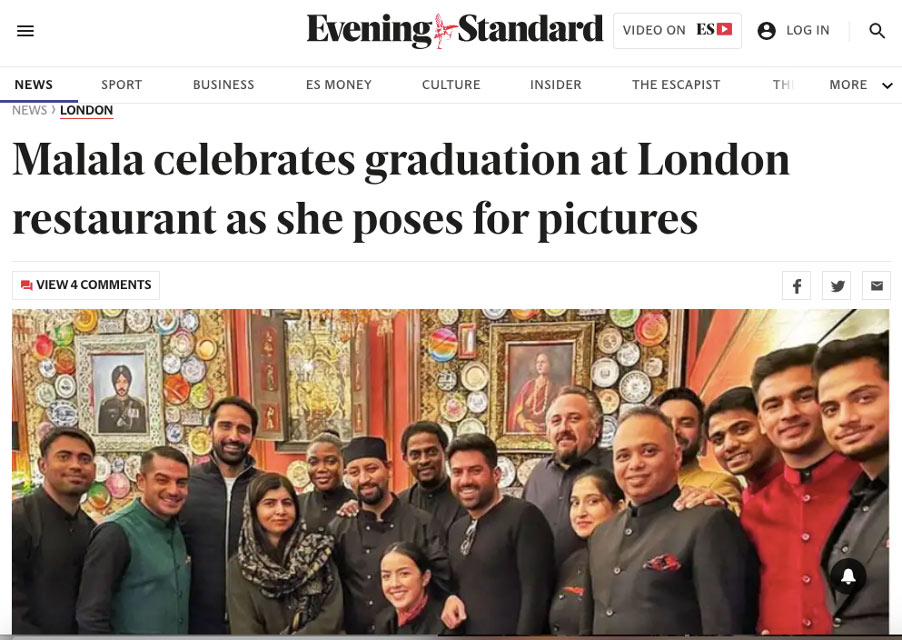 Evening Standard
VIDEO ON ES
LOG IN
NEWS SPORT BUSINESS ES MONEY CULTURE INSIDER THE ESCAPIST TH MORE
NEWS › LONDON
Malala celebrates graduation at London
restaurant as she poses for pictures
VIEW 4 COMMENTS